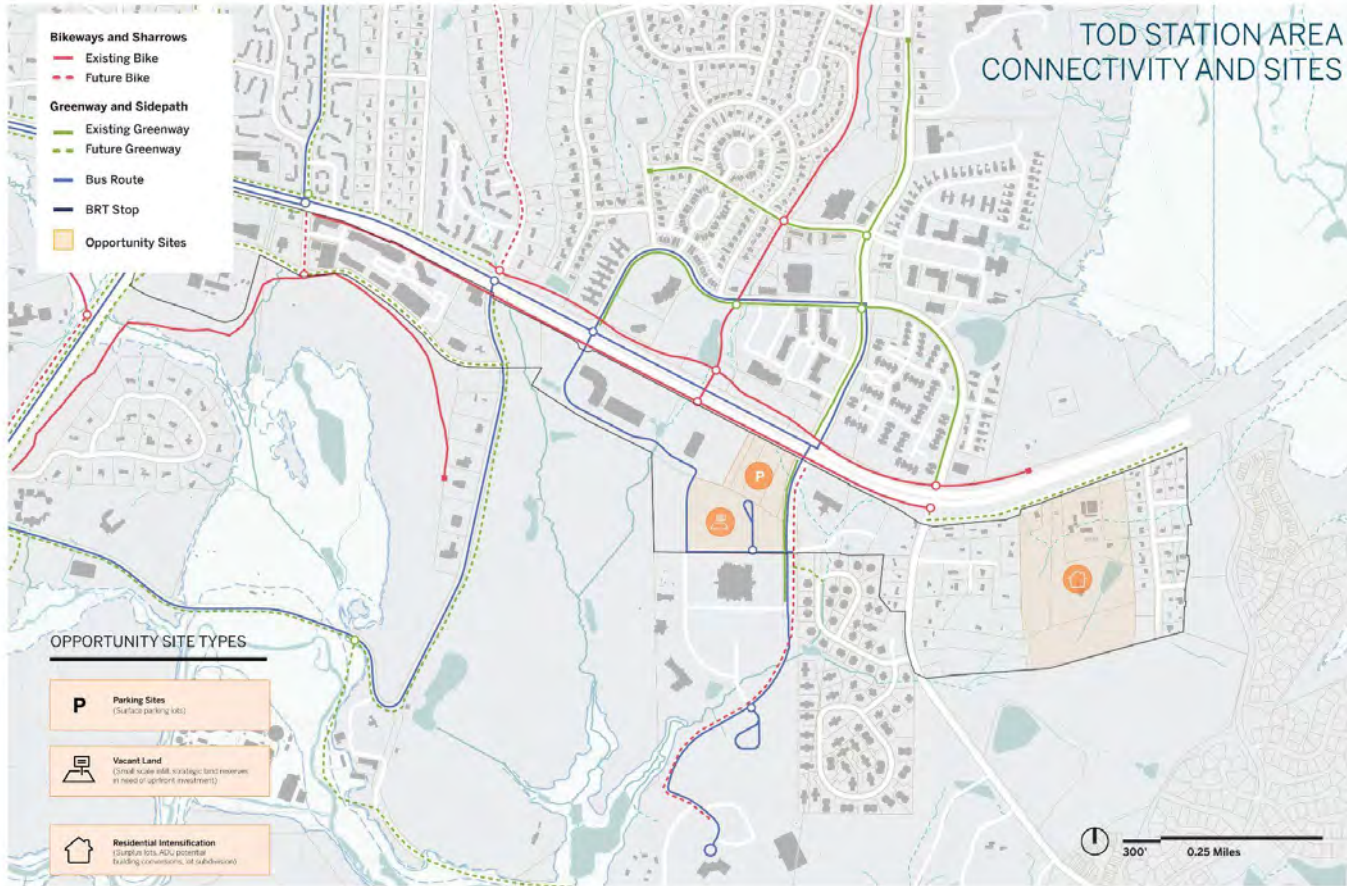 TOD STATION AREA
CONNECTIVITY AND SITES
Bikeways and Sharrows
Existing Bike
Future Bike
Greenway and Sidepath
Existing Greenway
Future Greenway
Bus Route
BRT Stop
Opportunity Sites
P
OPPORTUNITY SITE TYPES
P
Parking Sites
(Surface parking lots)
Vacant Land
(Small scale infill, strategic land reserves
in need of upfront investment)
Residential Intensification
(Surplus lots, ADU potential
building conversions, lot subdivision)
300'
0.25 Miles